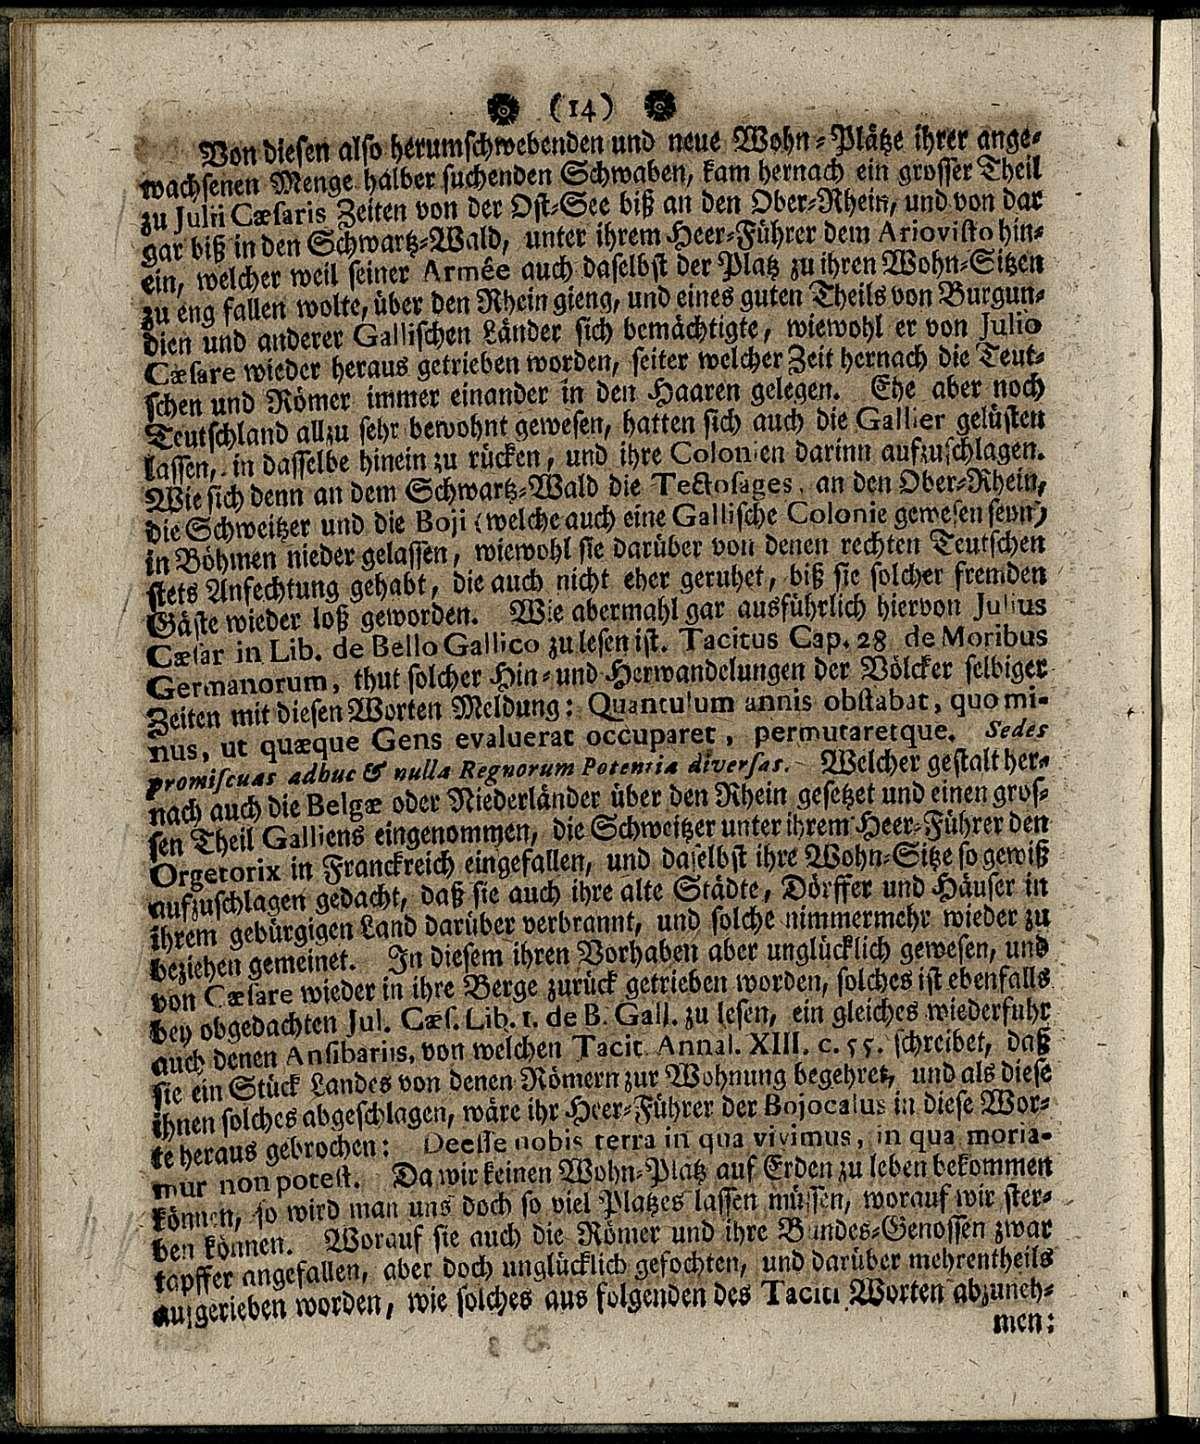 (14)
Von diesen also herumschwebenden und neue Wohn-Plätze ihrer ange-
wachsenen Menge halber suchenden Schwaben, kam hernach ein grosser Theil
zu Julii Cæsaris Zeiten von der Ost-See biß an den Ober-Rhein, und von dar
gar biß in den Schwartz-Wald, unter ihrem Heer-Führer dem Ariovisto hin-
ein, welcher weil seiner Armée auch daselbst der Platz zu ihren Wohn-Sitzen
zu eng fallen wolte, über den Rhein gieng, und eines guten Theils von Burgun-
dien und anderer Gallischen Länder sich bemächtigte, wiewohl er von Julio
Cæsare wieder heraus getrieben worden, seiter welcher Zeit hernach die Teut-
schen und Römer immer einander in den Haaren gelegen. Ehe aber noch
Teutschland allzu sehr bewohnt gewesen, hatten sich auch die Gallier gelüsten
lassen, in dasselbe hinein zu rücken, und ihre Colonien darinn aufzuschlagen.
Wie sich denn an dem Schwartz-Wald die Tectosages, an den Ober-Rhein,
die Schweitzer und die Boji (welche auch eine Gallische Colonie gewesen seyn)
in Böhmen nieder gelassen, wiewohl sie darüber von denen rechten Teutschen
stets Anfechtung gehabt, die auch nicht eher geruhet, biß sie solcher fremden
Gäste wieder loß geworden. Wie abermahl gar ausführlich hiervon Julius
Cæsar in Lib. de Bello Gallico zu lesen ist. Tacitus Cap. 28 de Moribus
Germanorum, thut solcher Hin- und Herwandelungen der Völcker selbiger
Zeiten mit diesen Worten Meldung: Quantulum annis obstabat, quo mi-
nus, ut quæque Gens evaluerat occuparet, permutaretque. Sedes
promiscuas adhuc & nulla Regnorum Potentia diversas. Welcher gestalt her-
nach auch die Belgæ oder Niederländer über den Rhein gesetzet und einen gros-
sen Theil Galliens eingenommen, die Schweitzer unter ihrem Heer-Führer den
Orgetorix in Franckreich eingefallen, und daselbst ihre Wohn-Sitze so gewiß
aufzuschlagen gedacht, daß sie auch ihre alte Städte, Dörffer und Häuser in
ihrem gebürgigen Land darüber verbrannt, und solche nimmermehr wieder zu
beziehen gemeinet. In diesem ihren Vorhaben aber unglücklich gewesen, und
von Cæsare wieder in ihre Berge zurück getrieben worden, solches ist ebenfalls
bey obgedachten Jul. Cæs. Lib. 1. de B. Gall. zu lesen, ein gleiches wiederfuhr
auch denen Ansibariis, von welchen Tacit. Annal. XIII. c. 55. schreibet, daß
sie ein Stück Landes von denen Römern zur Wohnung begehret, und als diese
ihnen solches abgeschlagen, wäre ihr Heer-Führer der Bojocalus in diese Wor-
te heraus gebrochen: Deesse nobis terra in qua vivimus, in qua moria-
mur non potest. Da wir keinen Wohn-Platz auf Erden zu leben bekommen
können, so wird man uns doch so viel Platzes lassen müssen, worauf wir ster-
ben können. Worauf sie auch die Römer und ihre Bundes-Genossen zwar
tapffer angefallen, aber doch unglücklich gefochten, und darüber mehrentheils
aufgerieben worden, wie solches aus folgenden des Taciti Worten abzuneh-
men: